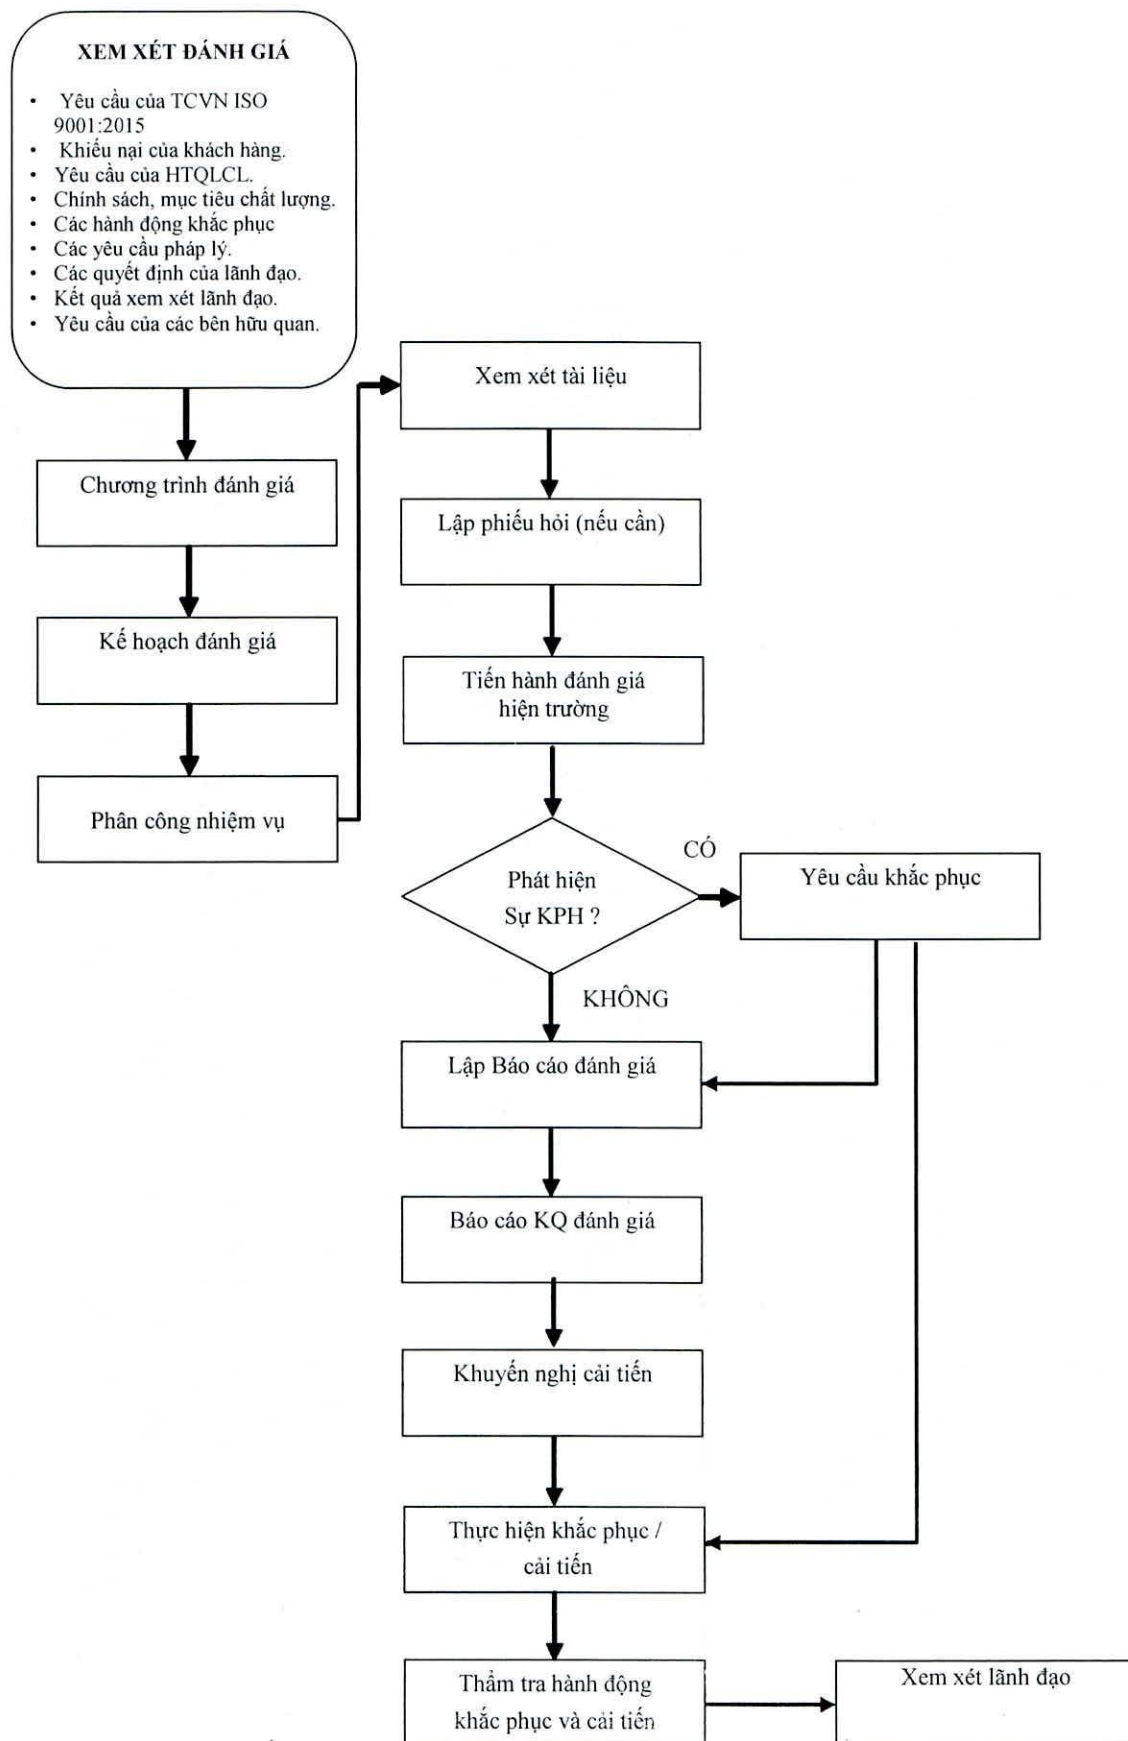 XEM XÉT ĐÁNH GIÁ
• Yêu cầu của TCVN ISO
9001:2015
• Khiếu nại của khách hàng.
• Yêu cầu của HTQLCL.
• Chính sách, mục tiêu chất lượng.
• Các hành động khắc phục
• Các yêu cầu pháp lý.
• Các quyết định của lãnh đạo.
• Kết quả xem xét lãnh đạo.
• Yêu cầu của các bên hữu quan.
Chương trình đánh giá
Kế hoạch đánh giá
Phân công nhiệm vụ
Xem xét tài liệu
Lập phiếu hỏi (nếu cần)
Tiến hành đánh giá
hiện trường
Phát hiện
Sự KPH ?
CÓ
Yêu cầu khắc phục
KHÔNG
Lập Báo cáo đánh giá
Báo cáo KQ đánh giá
Khuyến nghị cải tiến
Thực hiện khắc phục /
cải tiến
Thẩm tra hành động
khắc phục và cải tiến
Xem xét lãnh đạo